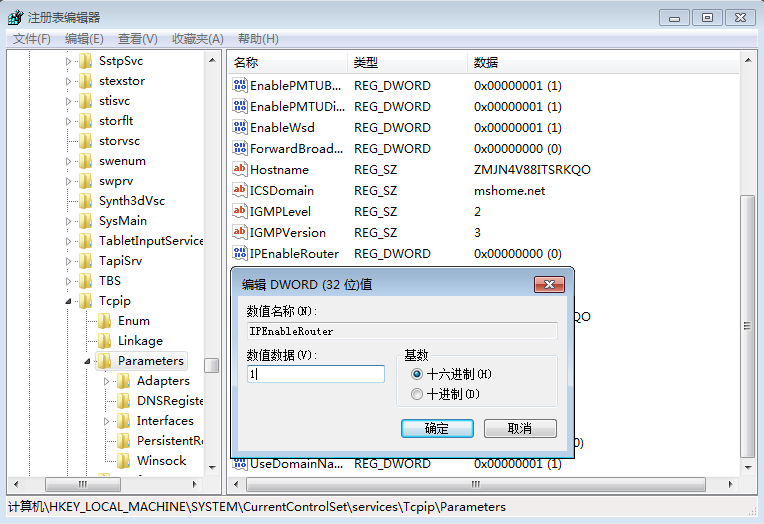 注册表编辑器
文件(F) 编辑(E) 查看(V) 收藏夹(A) 帮助(H)
SstpSvc
stexstor
stisvc
storflt
storvsc
swenum
swprv
Synth3dVsc
SysMain
TabletInputService
TapiSrv
TBS
Tcpip
Enum
Linkage
Parameters
Adapters
DNSRegiste
Interfaces
PersistentRo
Winsock
名称 类型 数据
EnablePMTUB... REG_DWORD 0x00000001 (1)
EnablePMTUDi... REG_DWORD 0x00000001 (1)
EnableWsd REG_DWORD 0x00000001 (1)
ForwardBroad... REG_DWORD 0x00000000 (0)
Hostname REG_SZ ZMJN4V88ITSRKQO
ICSDomain REG_SZ mshome.net
IGMPLevel REG_SZ 2
IGMPVersion REG_SZ 3
IPEnableRouter REG_DWORD 0x00000000 (0)
编辑 DWORD (32 位)值
数值名称(N):
IPEnableRouter
数值数据(V):
1
基数
十六进制(H)
十进制(D)
确定 取消
QO
0)
UseDomainNa... REG_DWORD 0x00000001 (1)
计算机\HKEY_LOCAL_MACHINE\SYSTEM\CurrentControlSet\services\Tcpip\Parameters